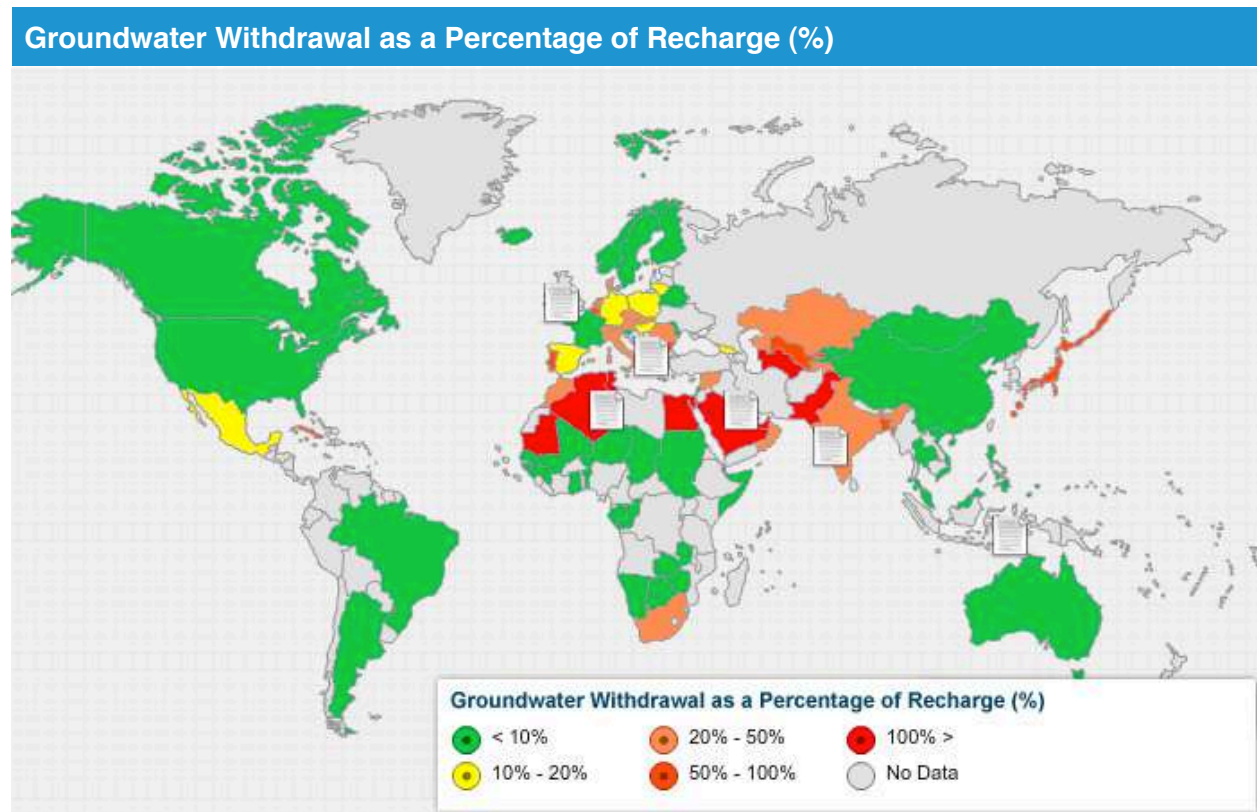 Groundwater Withdrawal as a Percentage of Recharge (%)
Groundwater Withdrawal as a Percentage of Recharge (%)
< 10%
20% - 50%
100% >
10% - 20%
50% - 100%
No Data